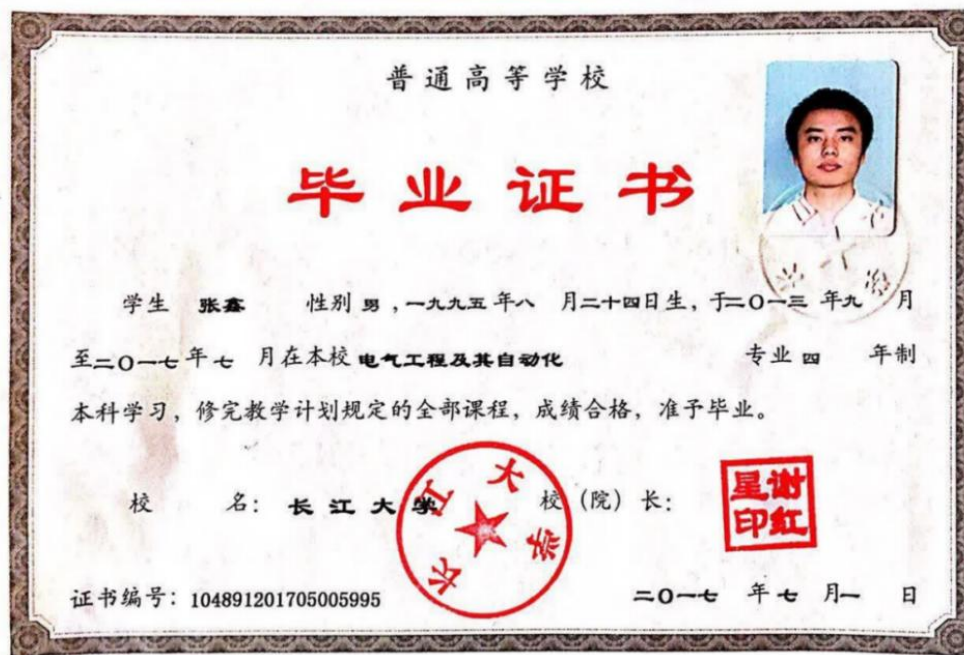 普通高等学校
毕业证书
学生 张鑫 性别 男 ，一九九五 年八 月二十四日生，于二〇一三 年九 月
至二〇一七 年 七 月在本校 电气工程及其自动化 专业 四 年制
本科学习，修完教学计划规定的全部课程，成绩合格，准予毕业。
校 名：长江大学 校（院）长：
长江大学
谢红星印
证书编号：104891201705005995 二〇一七 年 七 月一 日